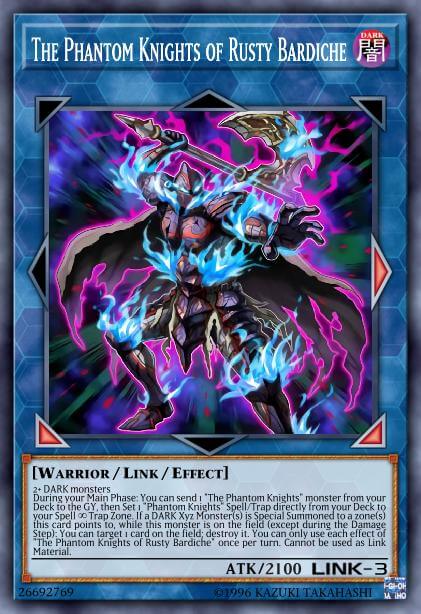 The Phantom Knights of Rusty Bardiche
DARK
闇
[Warrior / Link / Effect]
2+ DARK monsters
During your Main Phase: You can send 1 "The Phantom Knights" monster from your
Deck to the GY, then Set 1 "Phantom Knights" Spell/Trap directly from your Deck to
your Spell ∞ Trap Zone. If a DARK Xyz Monster(s) is Special Summoned to a zone(s)
this card points to, while this monster is on the field (except during the Damage
Step): You can target 1 card on the field; destroy it. You can only use each effect of
"The Phantom Knights of Rusty Bardiche" once per turn. Cannot be used as Link
Material.
ATK/2100 LINK-3
26692769
©1996 KAZUKI TAKAHASHI